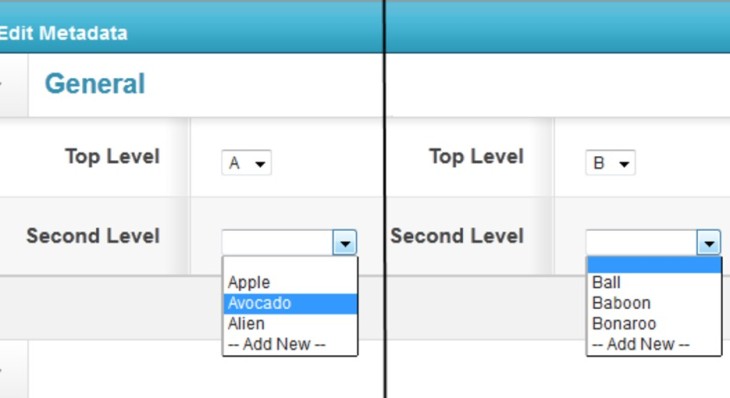 Edit Metadata
General
Top Level A
Second Level
Apple
Avocado
Alien
-- Add New --
Top Level B
Second Level
Ball
Baboon
Bonaroo
-- Add New --